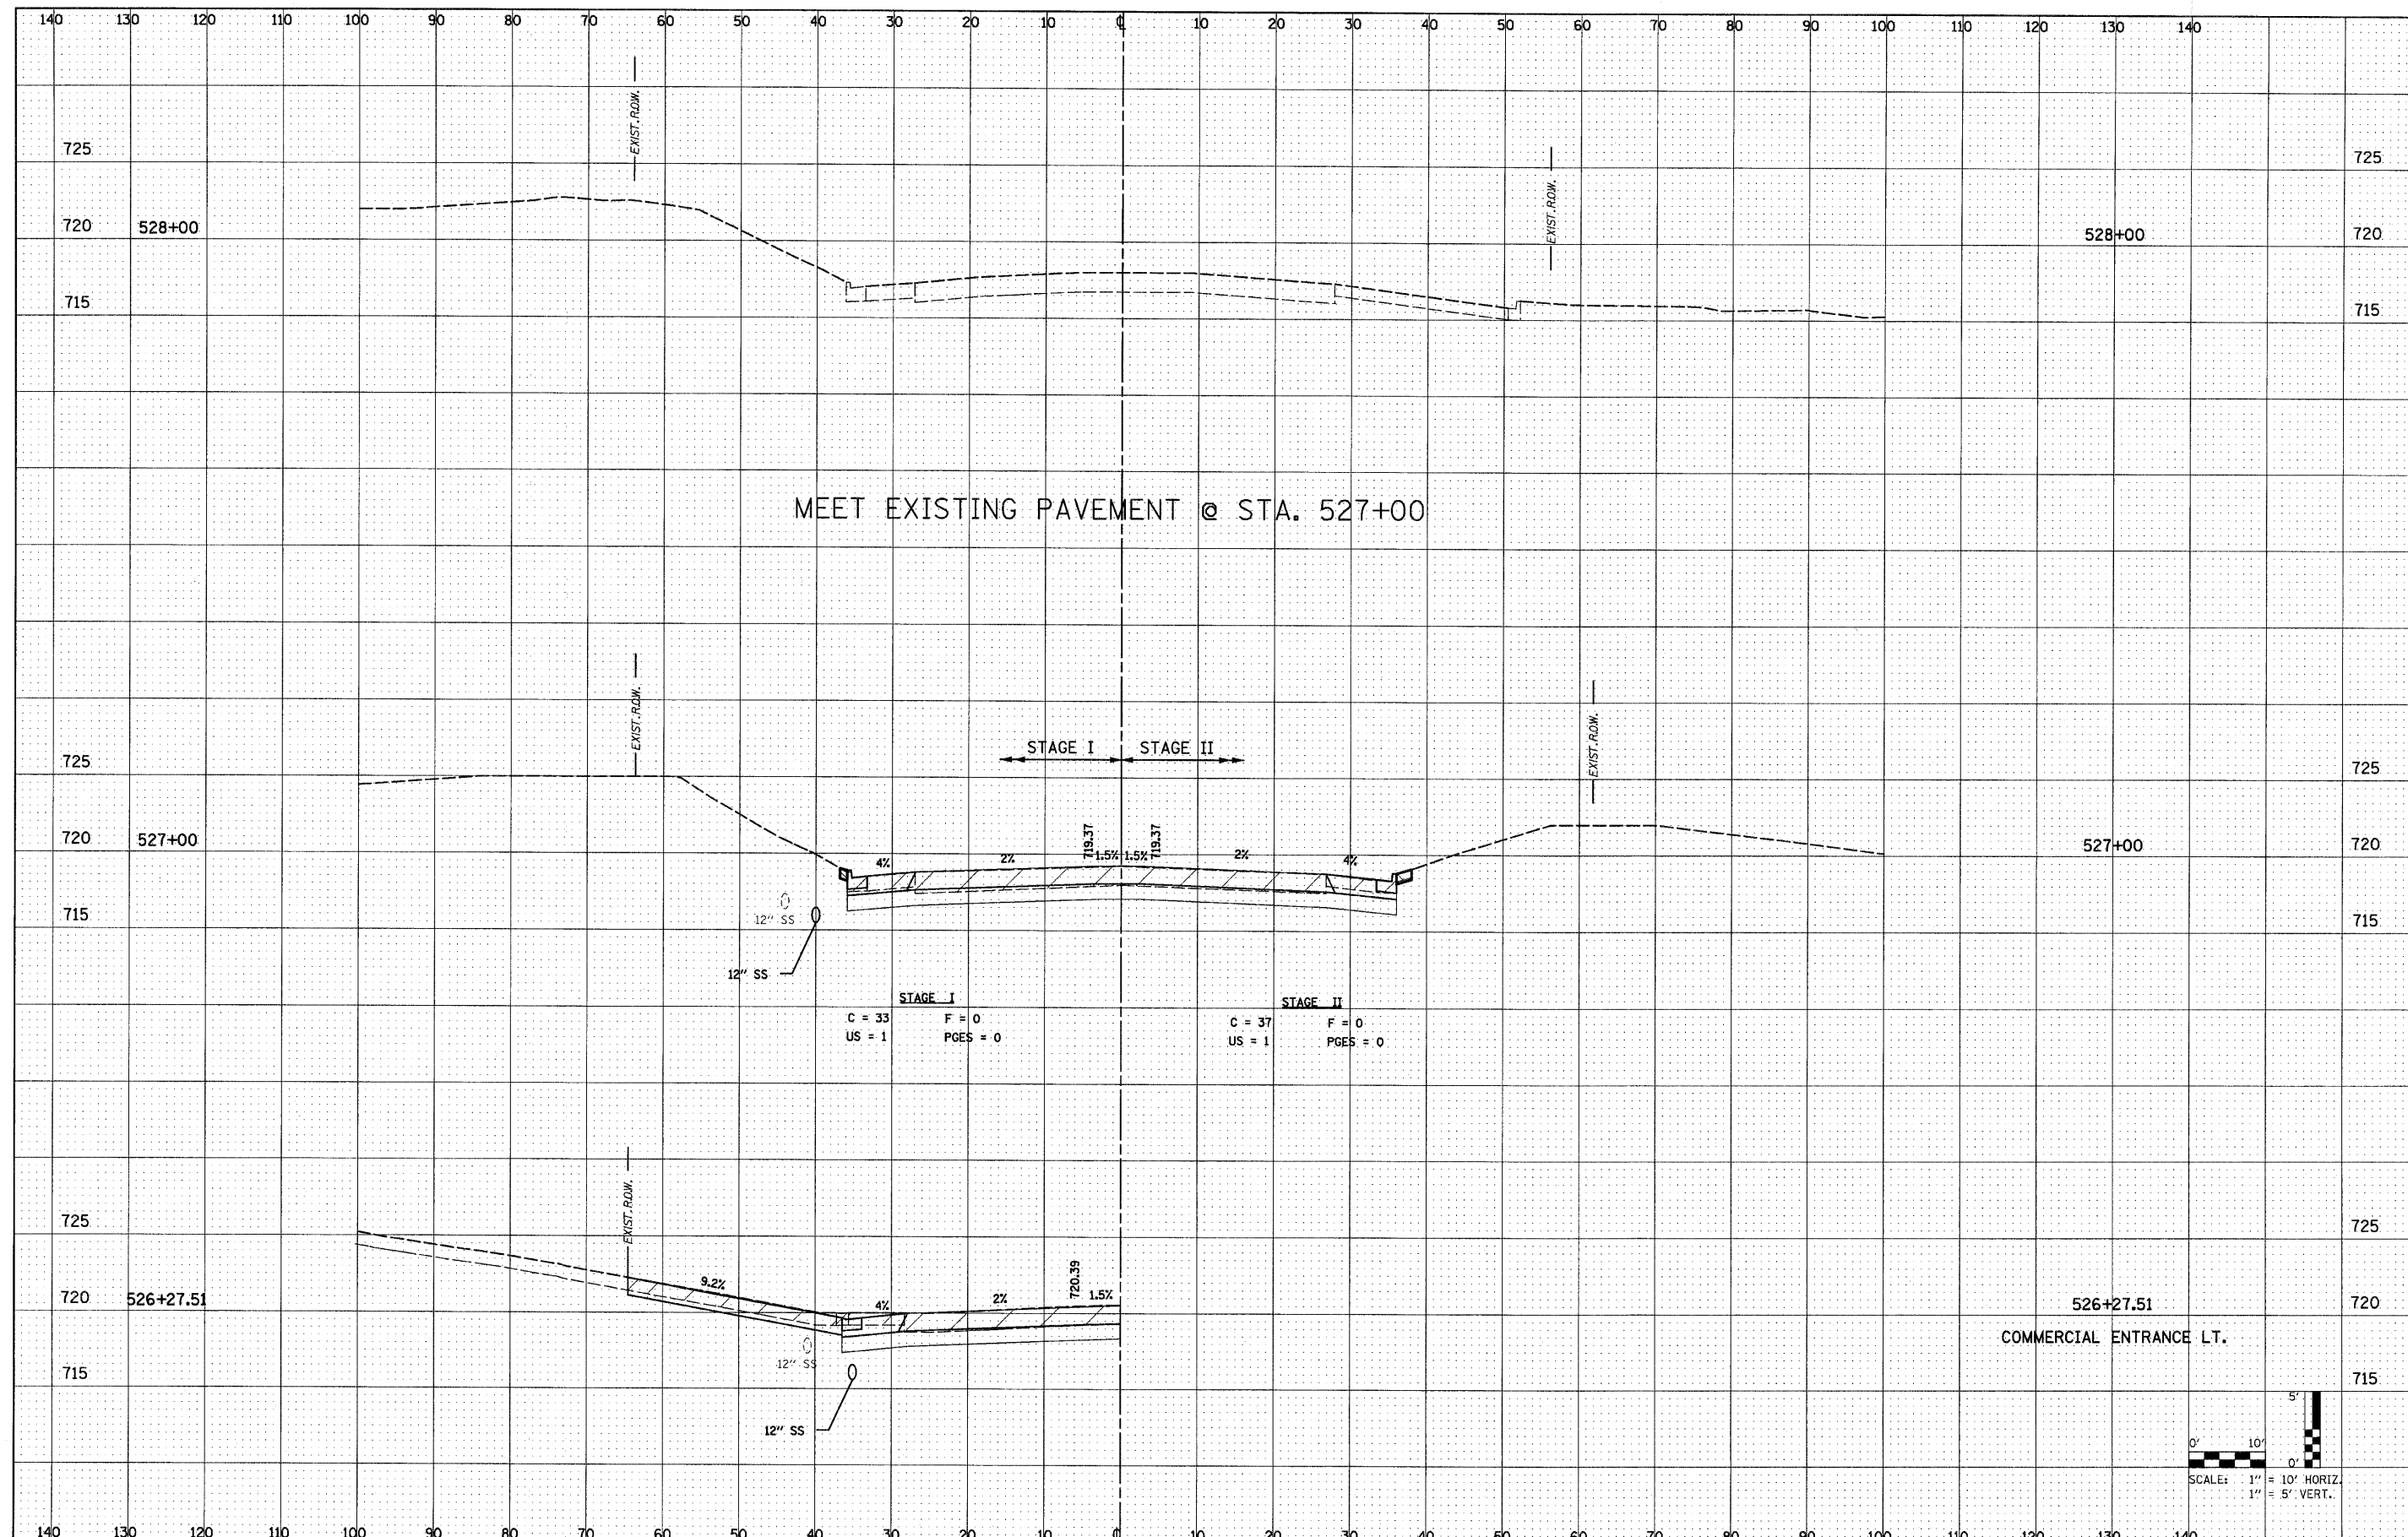 140 130 120 110 100 90 80 70 60 50 40 30 20 10 ℄ 10 20 30 40 50 60 70 80 90 100 110 120 130 140
EXIST. R.O.W.
EXIST. R.O.W.
725 725
720 528+00 528+00 720
715 715
MEET EXISTING PAVEMENT @ STA. 527+00
EXIST. R.O.W.
EXIST. R.O.W.
STAGE I STAGE II
725 725
719.37 719.37
720 527+00 527+00 720
4% 2% 1.5% 1.5% 2% 4%
715 715
12" SS
12" SS
STAGE I STAGE II
C = 33 F = 0 C = 37 F = 0
US = 1 PGES = 0 US = 1 PGES = 0
EXIST. R.O.W.
725 725
720.39
9.2% 4% 2% 1.5%
720 526+27.51 526+27.51 720
COMMERCIAL ENTRANCE LT.
12" SS
715 715
12" SS
5'
0' 10' 0'
SCALE: 1" = 10' HORIZ.
1" = 5' VERT.
140 130 120 110 100 90 80 70 60 50 40 30 20 10 ℄ 10 20 30 40 50 60 70 80 90 100 110 120 130 140